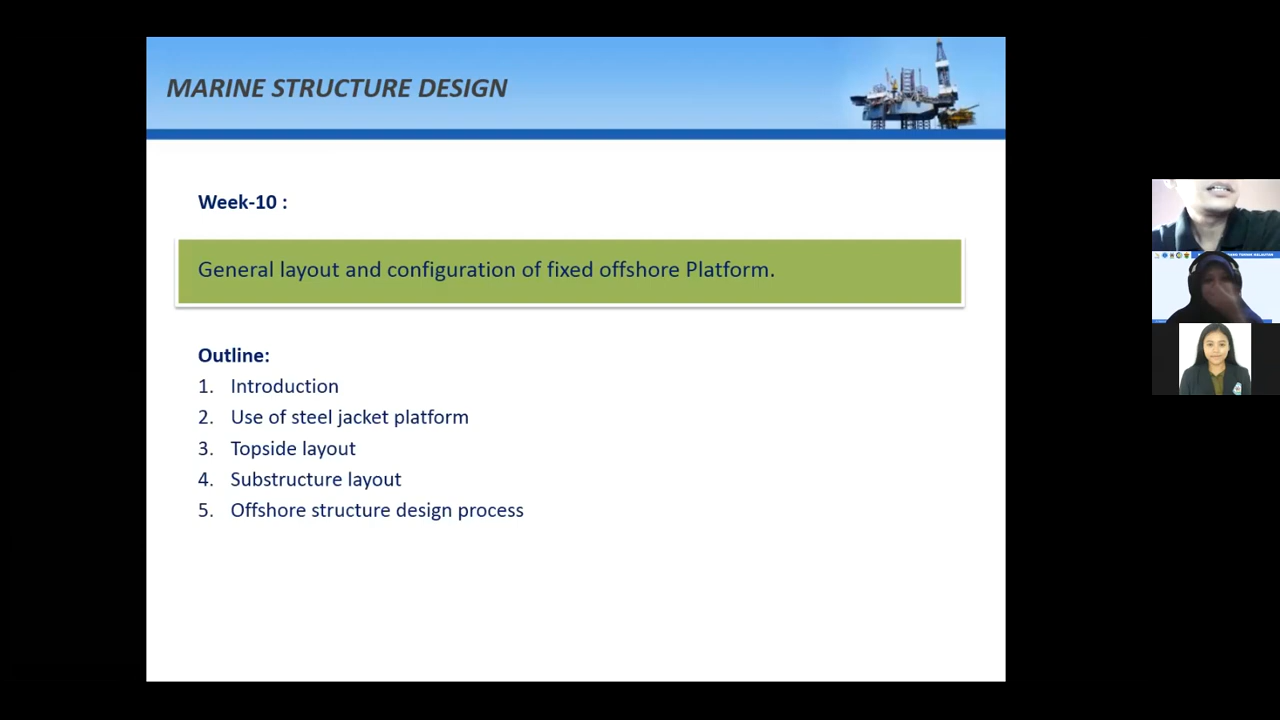 MARINE STRUCTURE DESIGN
Week-10 :
General layout and configuration of fixed offshore Platform.
Outline:
1. Introduction
2. Use of steel jacket platform
3. Topside layout
4. Substructure layout
5. Offshore structure design process